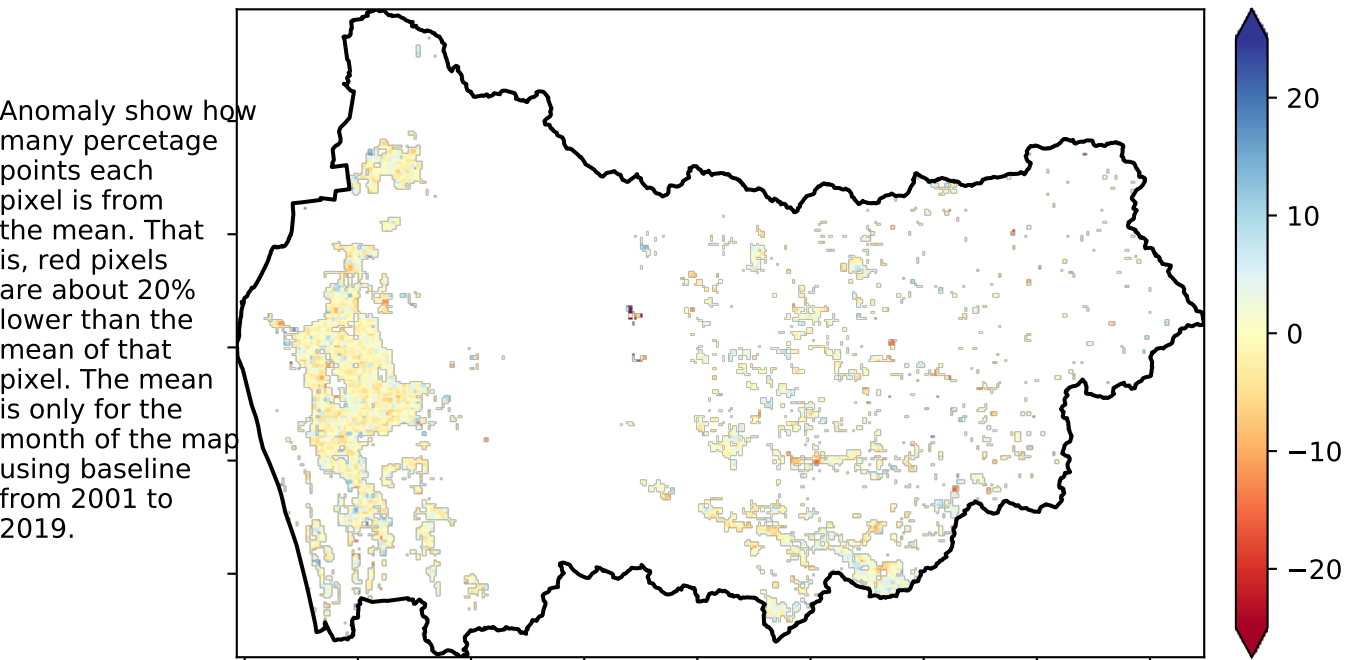 Anomaly show how
many percetage
points each
pixel is from
the mean. That
is, red pixels
are about 20%
lower than the
mean of that
pixel. The mean
is only for the
month of the map
using baseline
from 2001 to
2019.
20
10
0
−10
−20